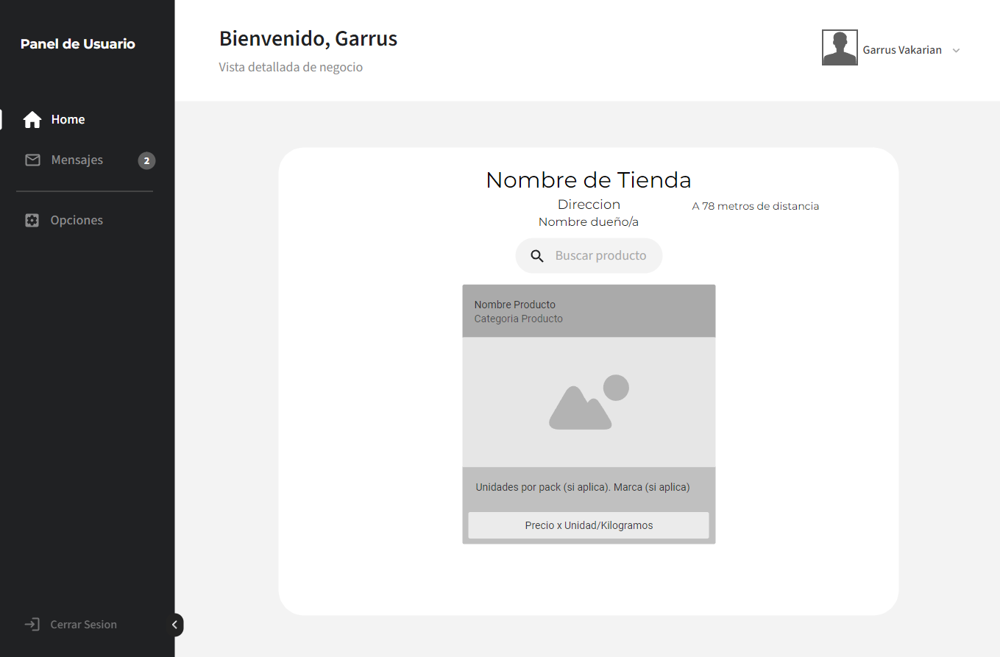 Panel de Usuario
Home
Mensajes
2
Opciones
Cerrar Sesion
Bienvenido, Garrus
Vista detallada de negocio
Garrus Vakarian
Nombre de Tienda
Direccion
A 78 metros de distancia
Nombre dueño/a
Buscar producto
Nombre Producto
Categoria Producto
Unidades por pack (si aplica). Marca (si aplica)
Precio x Unidad/Kilogramos